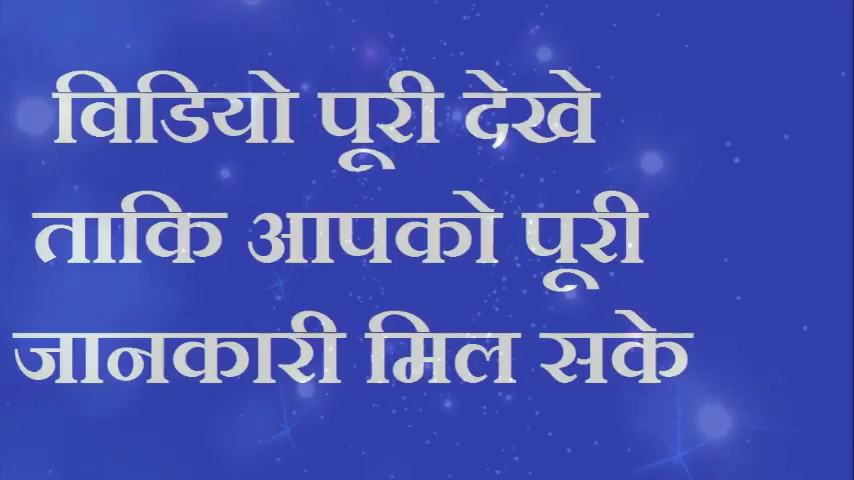 विडियो पूरी देखे
ताकि आपको पूरी
जानकारी मिल सके